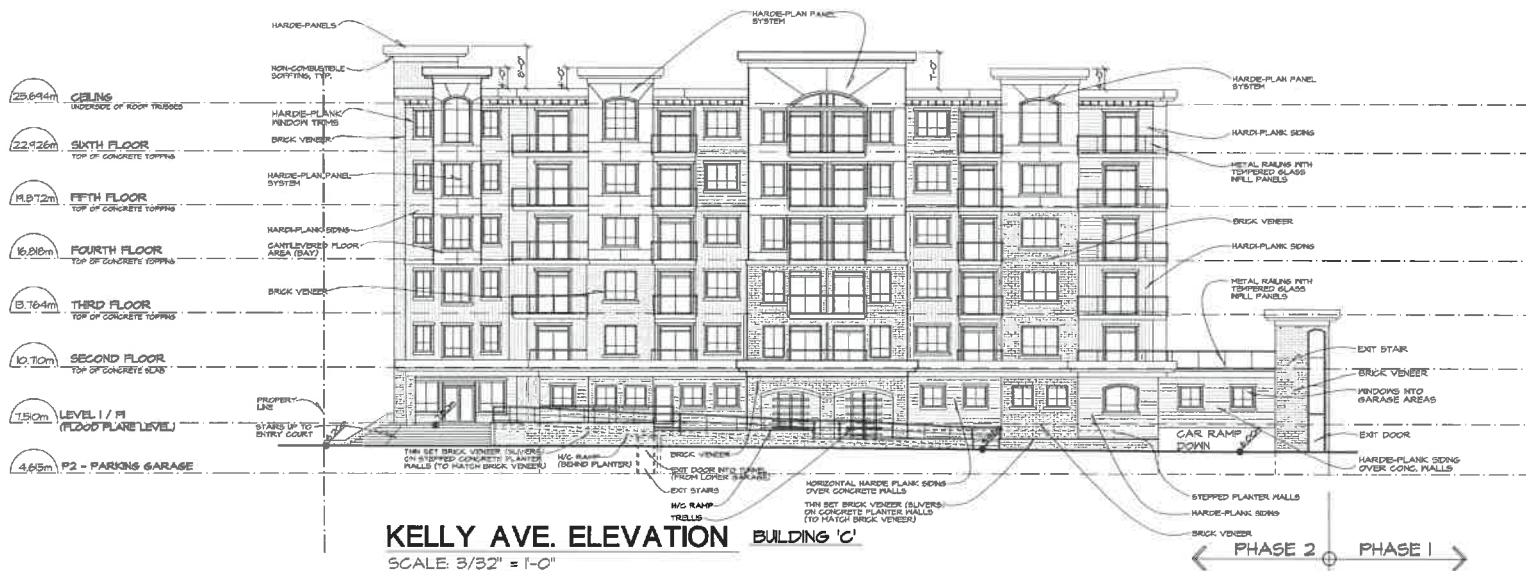 HARDIE-PANELS
NON-COMBUSTIBLE
SOFFITING, TYP.
HARDIE-PLANK
WINDOW TRIMS
BRICK VENEER
HARDIE-PLAN PANEL
SYSTEM
HARDI-PLANK SIDING
CANTILEVERED FLOOR
AREA (BAY)
BRICK VENEER
PROPERTY
LINE
STAIRS UP TO
ENTRY COURT
25.694m CEILING
UNDERSIDE OF ROOF TRUSSES
22.926m SIXTH FLOOR
TOP OF CONCRETE TOPPING
19.872m FIFTH FLOOR
TOP OF CONCRETE TOPPING
16.818m FOURTH FLOOR
TOP OF CONCRETE TOPPING
13.764m THIRD FLOOR
TOP OF CONCRETE TOPPING
10.710m SECOND FLOOR
TOP OF CONCRETE SLAB
7.510m LEVEL 1 / P1
(FLOOD PLANE LEVEL)
4.615m P2 - PARKING GARAGE
HARDIE-PLAN PANEL
SYSTEM
8'-0"
7'-0"
HARDIE-PLAN PANEL
SYSTEM
HARDI-PLANK SIDING
METAL RAILING WITH
TEMPERED GLASS
INFILL PANELS
BRICK VENEER
HARDI-PLANK SIDING
METAL RAILING WITH
TEMPERED GLASS
INFILL PANELS
EXIT STAIR
BRICK VENEER
WINDOWS INTO
GARAGE AREAS
EXIT DOOR
CAR RAMP
DOWN
HARDIE-PLANK SIDING
OVER CONC. WALLS
THIN SET BRICK VENEER (SLIVERS)
ON STEPPED CONCRETE PLANTER
WALLS (TO MATCH BRICK VENEER)
H/C RAMP
(BEHIND PLANTER)
BRICK VENEER
EXIT DOOR INTO TUNNEL
(FROM LOWER GARAGE)
EXIT STAIRS
H/C RAMP
TRELLIS
HORIZONTAL HARDIE PLANK SIDING
OVER CONCRETE WALLS
THIN SET BRICK VENEER (SLIVERS)
ON CONCRETE PLANTER WALLS
(TO MATCH BRICK VENEER)
STEPPED PLANTER WALLS
HARDIE-PLANK SIDING
BRICK VENEER
KELLY AVE. ELEVATION BUILDING 'C'
SCALE: 3/32" = 1'-0"
PHASE 2 PHASE 1